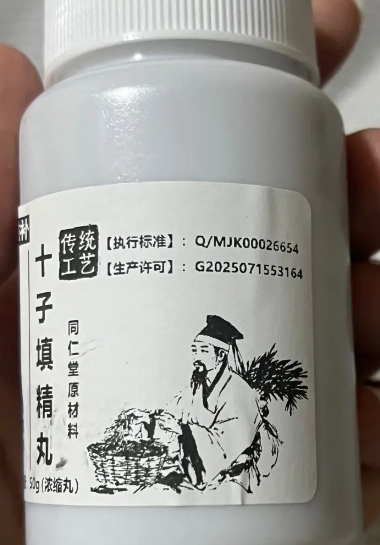 补
十子填精丸
传统
工艺
【执行标准】：Q/MJK00026654
【生产许可】：G2025071553164
同仁堂原材料
50g（浓缩丸）